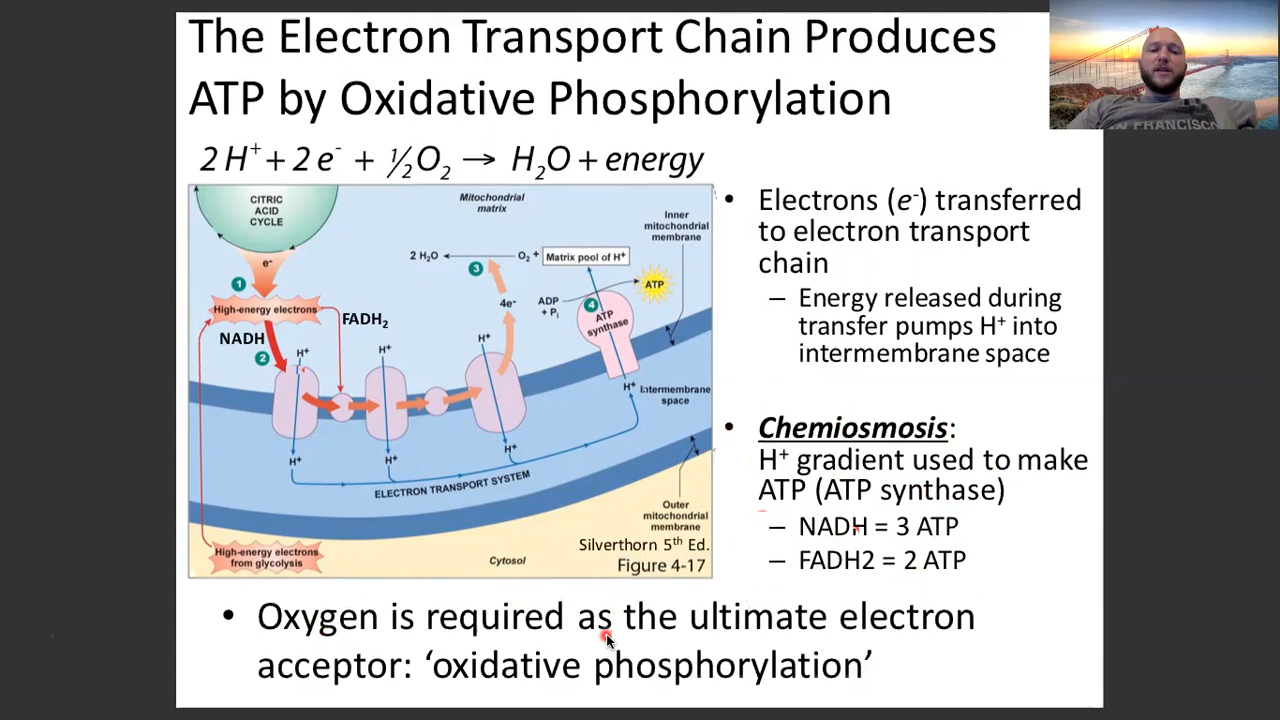 The Electron Transport Chain Produces
ATP by Oxidative Phosphorylation
2 H⁺ + 2 e⁻ + ½O₂ → H₂O + energy
CITRIC
ACID
CYCLE
Mitochondrial
matrix
Inner
mitochondrial
membrane
e⁻
2 H₂O
O₂ +
Matrix pool of H⁺
1
3
High-energy electrons
4e⁻
ADP
+ Pᵢ
4
ATP
ATP
synthase
NADH
FADH₂
2
H⁺
H⁺
H⁺
H⁺
Intermembrane
space
H⁺
H⁺
H⁺
ELECTRON TRANSPORT SYSTEM
Outer
mitochondrial
membrane
High-energy electrons
from glycolysis
Cytosol
Silverthorn 5th Ed.
Figure 4-17
• Electrons (e⁻) transferred
to electron transport
chain
– Energy released during
transfer pumps H⁺ into
intermembrane space
• Chemiosmosis:
H⁺ gradient used to make
ATP (ATP synthase)
– NADH = 3 ATP
– FADH2 = 2 ATP
• Oxygen is required as the ultimate electron
acceptor: ‘oxidative phosphorylation’
FRANCISCO